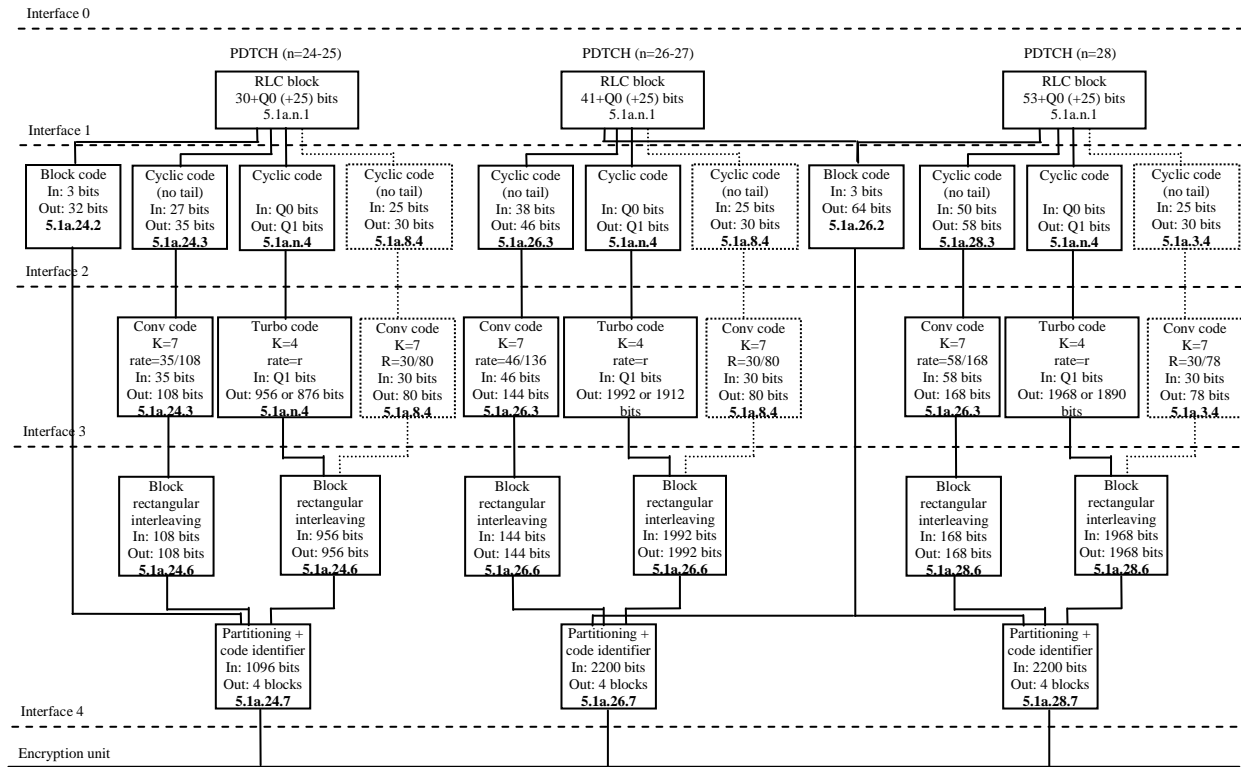 Interface 0
PDTCH (n=24-25)
RLC block
30+Q0 (+25) bits
5.1a.n.1
PDTCH (n=26-27)
RLC block
41+Q0 (+25) bits
5.1a.n.1
PDTCH (n=28)
RLC block
53+Q0 (+25) bits
5.1a.n.1
Interface 1
Block code
In: 3 bits
Out: 32 bits
5.1a.24.2
Cyclic code
(no tail)
In: 27 bits
Out: 35 bits
5.1a.24.3
Cyclic code
In: Q0 bits
Out: Q1 bits
5.1a.n.4
Cyclic code
(no tail)
In: 25 bits
Out: 30 bits
5.1a.8.4
Cyclic code
(no tail)
In: 38 bits
Out: 46 bits
5.1a.26.3
Cyclic code
In: Q0 bits
Out: Q1 bits
5.1a.n.4
Cyclic code
(no tail)
In: 25 bits
Out: 30 bits
5.1a.8.4
Block code
In: 3 bits
Out: 64 bits
5.1a.26.2
Cyclic code
(no tail)
In: 50 bits
Out: 58 bits
5.1a.28.3
Cyclic code
In: Q0 bits
Out: Q1 bits
5.1a.n.4
Cyclic code
(no tail)
In: 25 bits
Out: 30 bits
5.1a.3.4
Interface 2
Conv code
K=7
rate=35/108
In: 35 bits
Out: 108 bits
5.1a.24.3
Turbo code
K=4
rate=r
In: Q1 bits
Out: 956 or 876 bits
5.1a.n.4
Conv code
K=7
R=30/80
In: 30 bits
Out: 80 bits
5.1a.8.4
Conv code
K=7
rate=46/136
In: 46 bits
Out: 144 bits
5.1a.26.3
Turbo code
K=4
rate=r
In: Q1 bits
Out: 1992 or 1912
bits
Conv code
K=7
R=30/80
In: 30 bits
Out: 80 bits
5.1a.8.4
Conv code
K=7
rate=58/168
In: 58 bits
Out: 168 bits
5.1a.26.3
Turbo code
K=4
rate=r
In: Q1 bits
Out: 1968 or 1890
bits
Conv code
K=7
R=30/78
In: 30 bits
Out: 78 bits
5.1a.3.4
Interface 3
Block
rectangular
interleaving
In: 108 bits
Out: 108 bits
5.1a.24.6
Block
rectangular
interleaving
In: 956 bits
Out: 956 bits
5.1a.24.6
Block
rectangular
interleaving
In: 144 bits
Out: 144 bits
5.1a.26.6
Block
rectangular
interleaving
In: 1992 bits
Out: 1992 bits
5.1a.26.6
Block
rectangular
interleaving
In: 168 bits
Out: 168 bits
5.1a.28.6
Block
rectangular
interleaving
In: 1968 bits
Out: 1968 bits
5.1a.28.6
Partitioning +
code identifier
In: 1096 bits
Out: 4 blocks
5.1a.24.7
Partitioning +
code identifier
In: 2200 bits
Out: 4 blocks
5.1a.26.7
Partitioning +
code identifier
In: 2200 bits
Out: 4 blocks
5.1a.28.7
Interface 4
Encryption unit